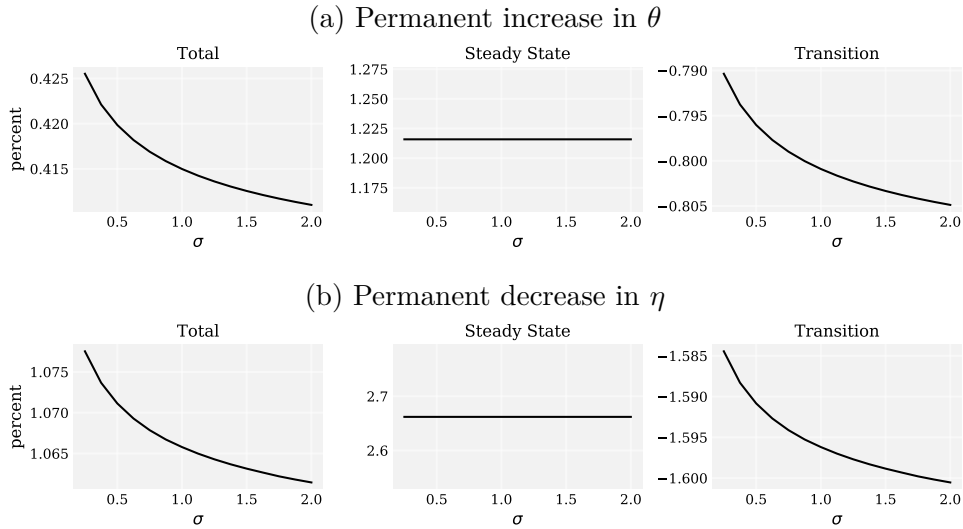 (a) Permanent increase in θ
Total
Steady State
Transition
percent
0.425
0.420
0.415
0.5
1.0
1.5
2.0
σ
1.275
1.250
1.225
1.200
1.175
0.5
1.0
1.5
2.0
σ
−0.790
−0.795
−0.800
−0.805
0.5
1.0
1.5
2.0
σ
(b) Permanent decrease in η
Total
Steady State
Transition
percent
1.075
1.070
1.065
0.5
1.0
1.5
2.0
σ
2.7
2.6
0.5
1.0
1.5
2.0
σ
−1.585
−1.590
−1.595
−1.600
0.5
1.0
1.5
2.0
σ